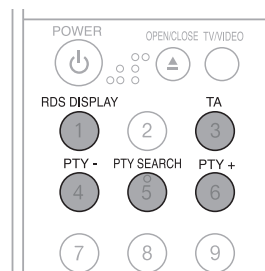 POWER OPEN/CLOSE TV/VIDEO
RDS DISPLAY TA
1 2 3
PTY - PTY SEARCH PTY +
4 5 6
7 8 9